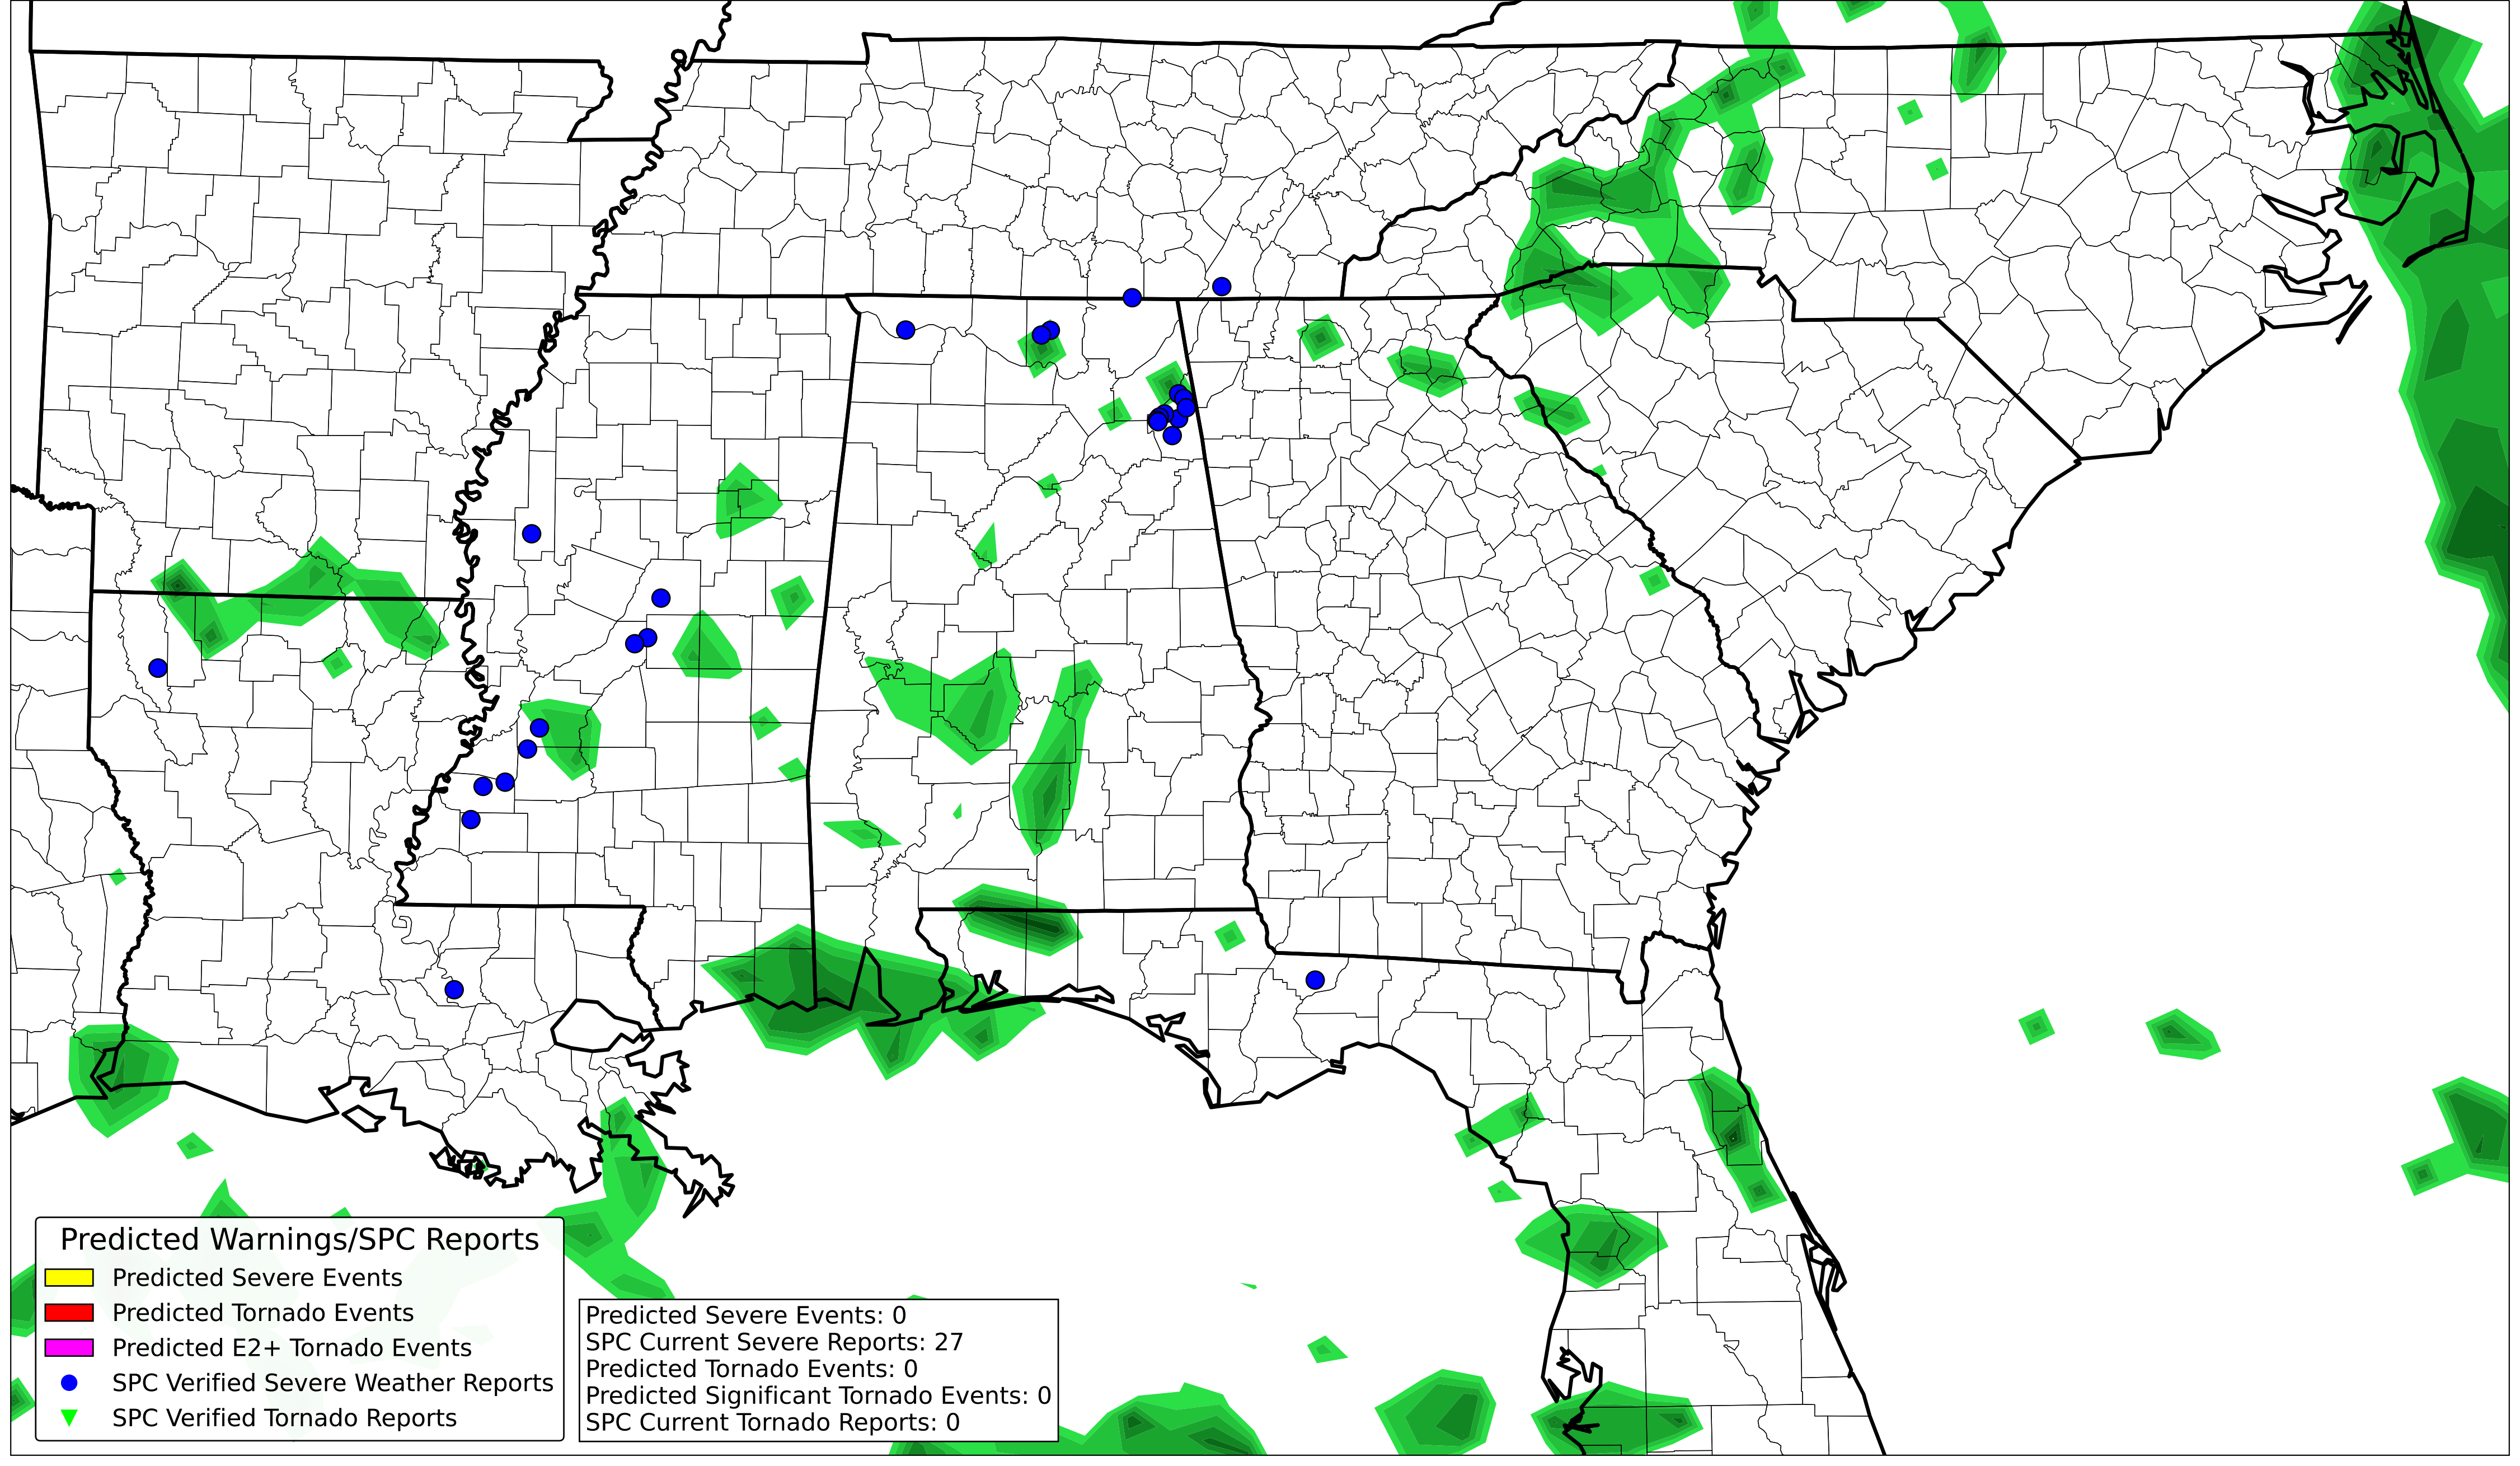 Predicted Warnings/SPC Reports
Predicted Severe Events
Predicted Tornado Events
Predicted E2+ Tornado Events
SPC Verified Severe Weather Reports
SPC Verified Tornado Reports
Predicted Severe Events: 0
SPC Current Severe Reports: 27
Predicted Tornado Events: 0
Predicted Significant Tornado Events: 0
SPC Current Tornado Reports: 0